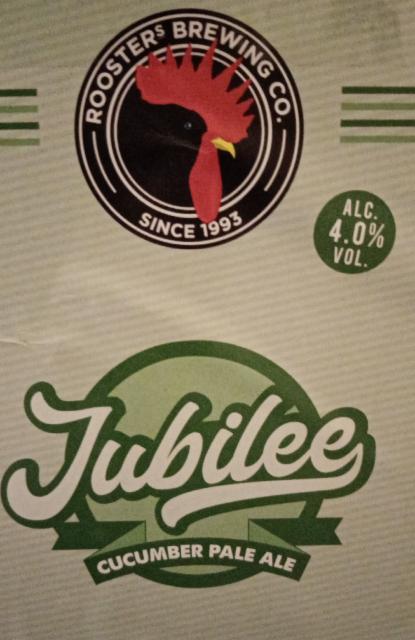 ROOSTERS BREWING CO.
SINCE 1993
ALC.
4.0%
VOL.
Jubilee
CUCUMBER PALE ALE